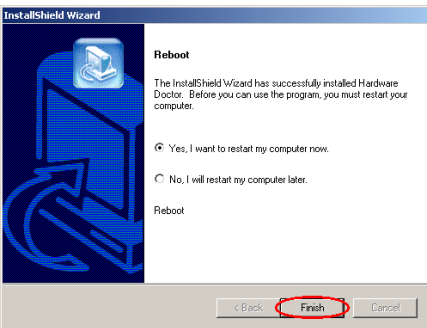 InstallShield Wizard
Reboot
The InstallShield Wizard has successfully installed Hardware
Doctor. Before you can use the program, you must restart your
computer.
Yes, I want to restart my computer now.
No, I will restart my computer later.
Reboot
< Back
Finish
Cancel